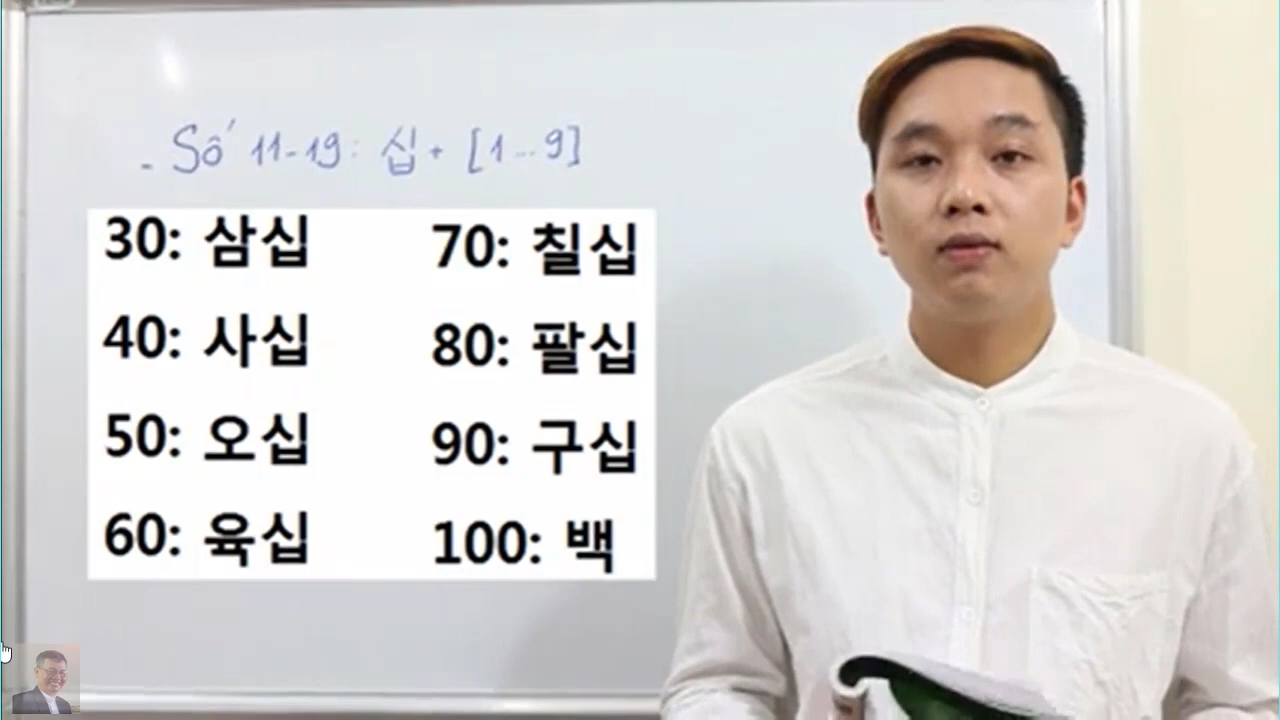 - Số 11-19: 십 + [1...9]
30: 삼십
40: 사십
50: 오십
60: 육십
70: 칠십
80: 팔십
90: 구십
100: 백